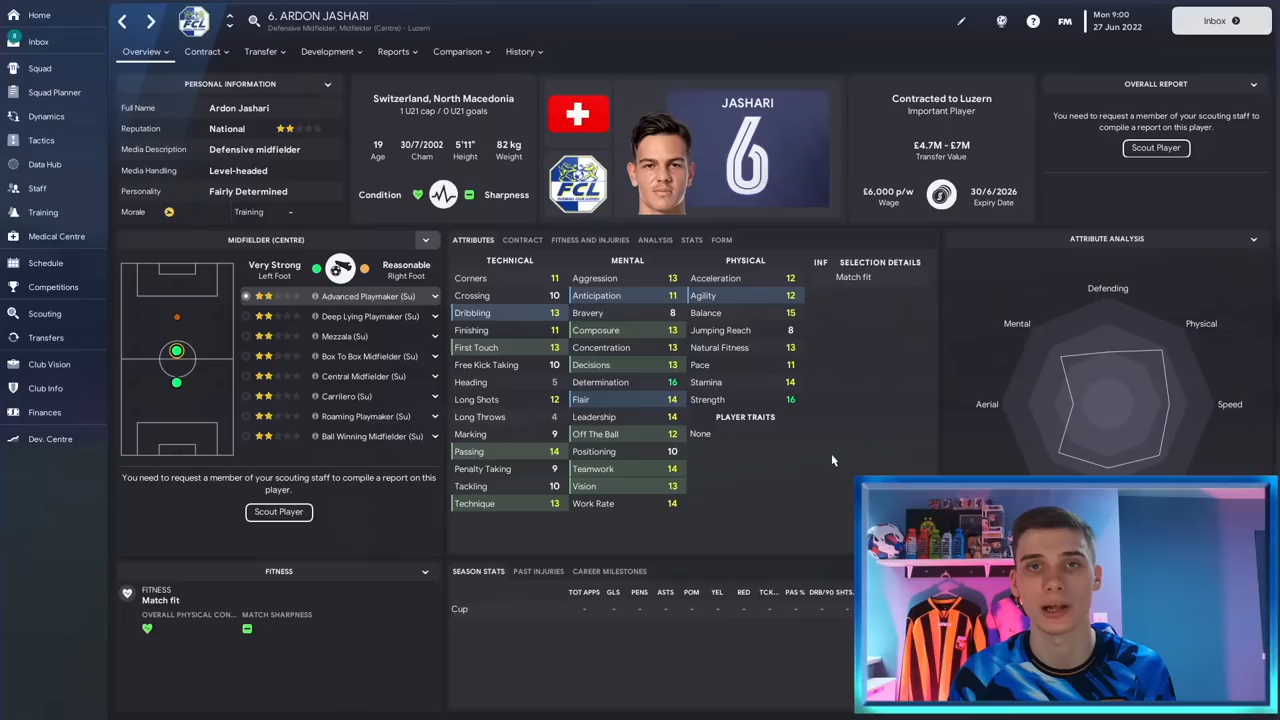 Home
8
Inbox
Squad
Squad Planner
Dynamics
Tactics
Data Hub
Staff
Training
Medical Centre
Schedule
Competitions
Scouting
Transfers
Club Vision
Club Info
Finances
Dev. Centre
FCL
6. ARDON JASHARI
Defensive Midfielder, Midfielder (Centre) - Luzern
FM
Mon 9:00
27 Jun 2022
Inbox
Overview
Contract
Transfer
Development
Reports
Comparison
History
PERSONAL INFORMATION
Full Name Ardon Jashari
Reputation National
Media Description Defensive midfielder
Media Handling Level-headed
Personality Fairly Determined
Morale Training -
Switzerland, North Macedonia
1 U21 cap / 0 U21 goals
19 30/7/2002 5'11" 82 kg
Age Cham Height Weight
Condition Sharpness
FCL
JASHARI
6
Contracted to Luzern
Important Player
£4.7M - £7M
Transfer Value
£6,000 p/w 30/6/2026
Wage Expiry Date
OVERALL REPORT
You need to request a member of your scouting staff to
compile a report on this player.
Scout Player
MIDFIELDER (CENTRE)
Very Strong Reasonable
Left Foot Right Foot
Advanced Playmaker (Su)
Deep Lying Playmaker (Su)
Mezzala (Su)
Box To Box Midfielder (Su)
Central Midfielder (Su)
Carrilero (Su)
Roaming Playmaker (Su)
Ball Winning Midfielder (Su)
You need to request a member of your scouting staff to compile a report on this
player.
Scout Player
ATTRIBUTES CONTRACT FITNESS AND INJURIES ANALYSIS STATS FORM
TECHNICAL MENTAL PHYSICAL INF SELECTION DETAILS
Corners 11 Aggression 13 Acceleration 12 Match fit
Crossing 10 Anticipation 11 Agility 12
Dribbling 13 Bravery 8 Balance 15
Finishing 11 Composure 13 Jumping Reach 8
First Touch 13 Concentration 13 Natural Fitness 13
Free Kick Taking 10 Decisions 13 Pace 11
Heading 5 Determination 16 Stamina 14
Long Shots 12 Flair 14 Strength 16
Long Throws 4 Leadership 14 PLAYER TRAITS
Marking 9 Off The Ball 12 None
Passing 14 Positioning 10
Penalty Taking 9 Teamwork 14
Tackling 10 Vision 13
Technique 13 Work Rate 14
ATTRIBUTE ANALYSIS
Defending
Mental Physical
Aerial Speed
FITNESS
FITNESS
Match fit
OVERALL PHYSICAL CON... MATCH SHARPNESS
SEASON STATS PAST INJURIES CAREER MILESTONES
TOT APPS GLS PENS ASTS POM YEL RED TCK... PAS % DRB/90 SHTS.
Cup - - - - - - - - - -